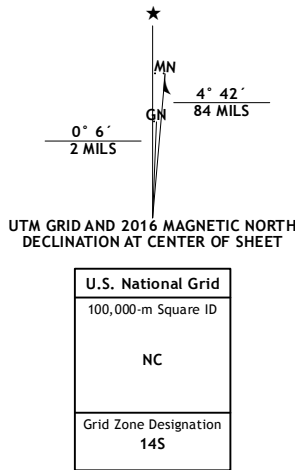 MN
4° 42´
84 MILS
GN
0° 6´
2 MILS
UTM GRID AND 2016 MAGNETIC NORTH
DECLINATION AT CENTER OF SHEET
U.S. National Grid
100,000-m Square ID
NC
Grid Zone Designation
14S